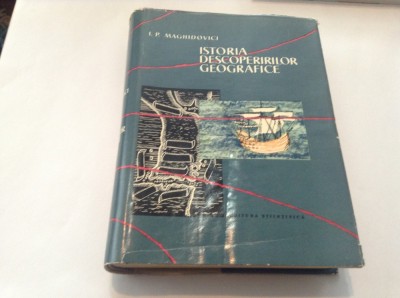 I. P. MAGHIDOVICI
ISTORIA
DESCOPERIRILOR
GEOGRAFICE
EDITURA ȘTIINȚIFICĂ